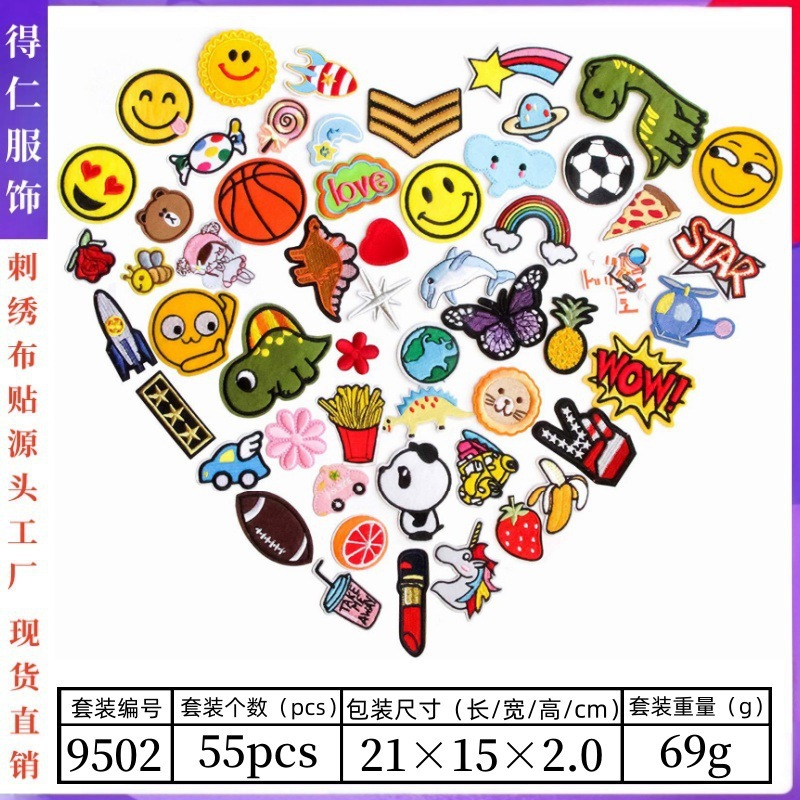 得仁服饰
刺绣布贴源头工厂
现货直销
love
STAR
WOW!
TAKE ME AWAY
套装编号 套装个数（pcs） 包装尺寸（长/宽/高/cm） 套装重量（g）
9502 55pcs 21×15×2.0 69g